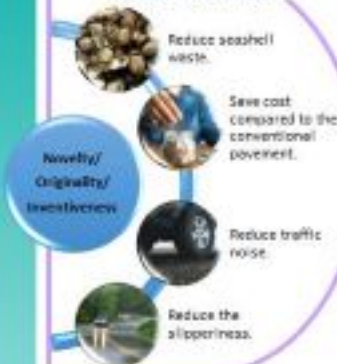 Reduce seashell
waste.
Save cost
compared to the
conventional
pavement.
Novelty/
Originality/
Inventiveness
Reduce traffic
noise.
Reduce the
slipperiness.